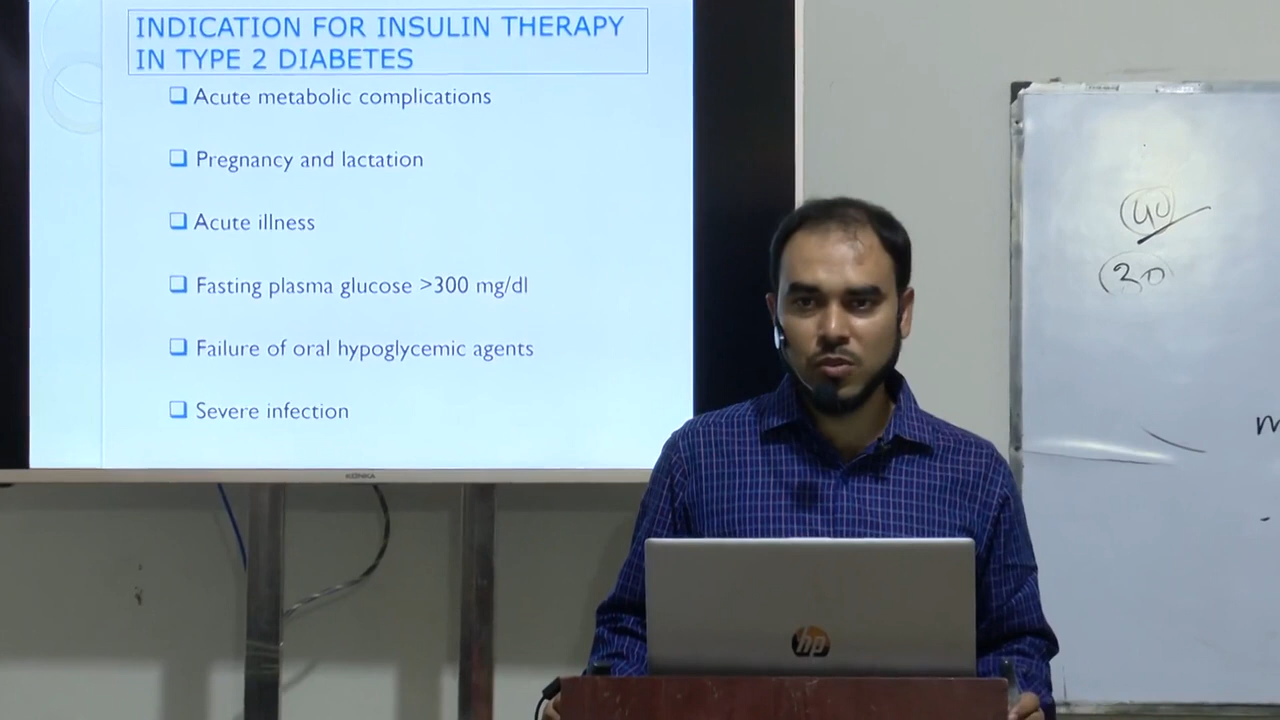 INDICATION FOR INSULIN THERAPY
IN TYPE 2 DIABETES
❑ Acute metabolic complications
❑ Pregnancy and lactation
❑ Acute illness
❑ Fasting plasma glucose >300 mg/dl
❑ Failure of oral hypoglycemic agents
❑ Severe infection
KONKA
hp
40
30
m